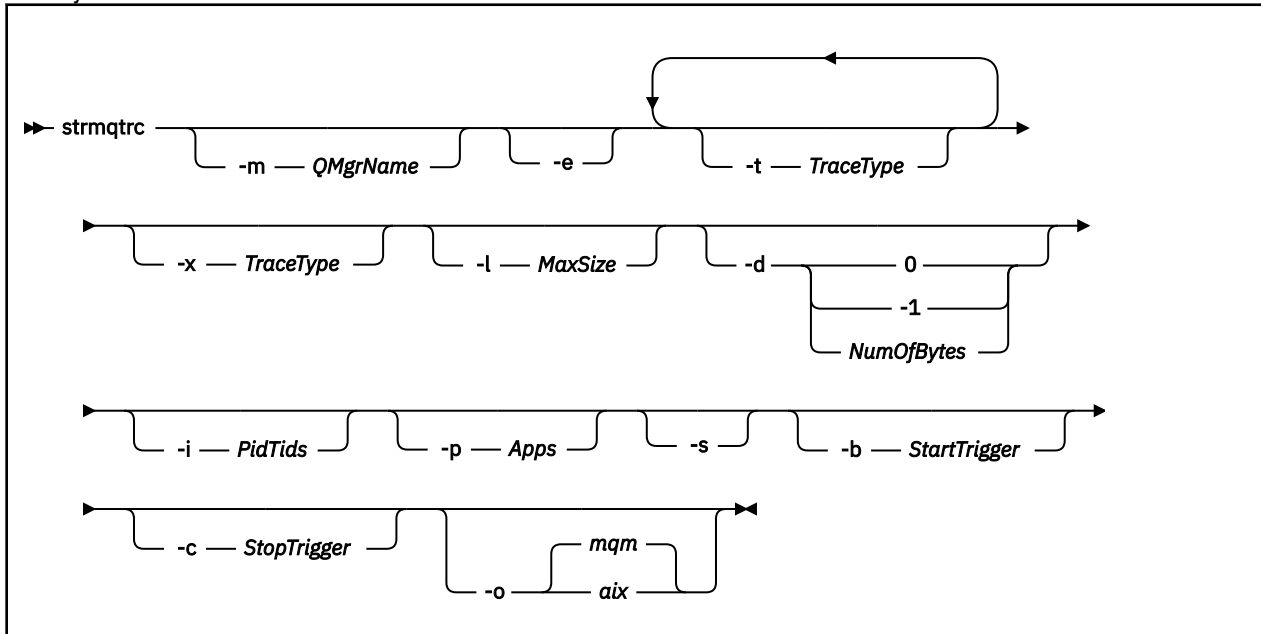 strmqtrc -m QMgrName -e -t TraceType
-x TraceType -l MaxSize -d 0
-1
NumOfBytes
-i PidTids -p Apps -s -b StartTrigger
-c StopTrigger
mqm
-o aix